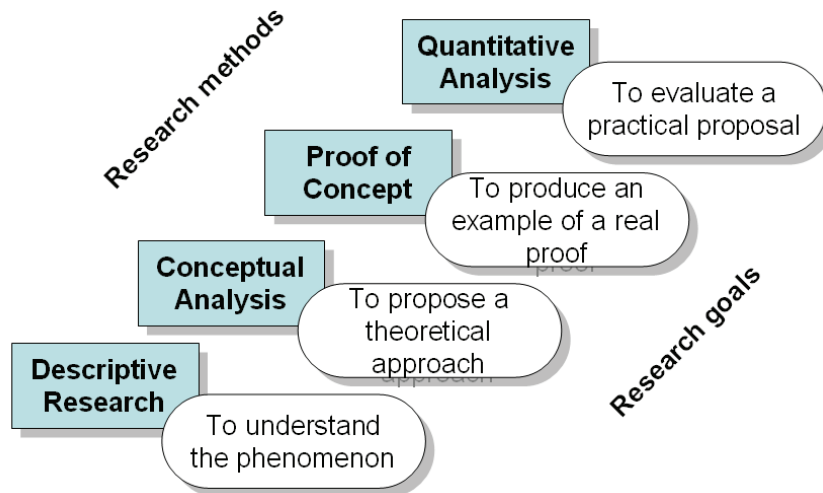 Research methods
Quantitative
Analysis
To evaluate a
practical proposal
Proof of
Concept
To produce an
example of a real
proof
Conceptual
Analysis
To propose a
theoretical
approach
Descriptive
Research
To understand
the phenomenon
Research goals